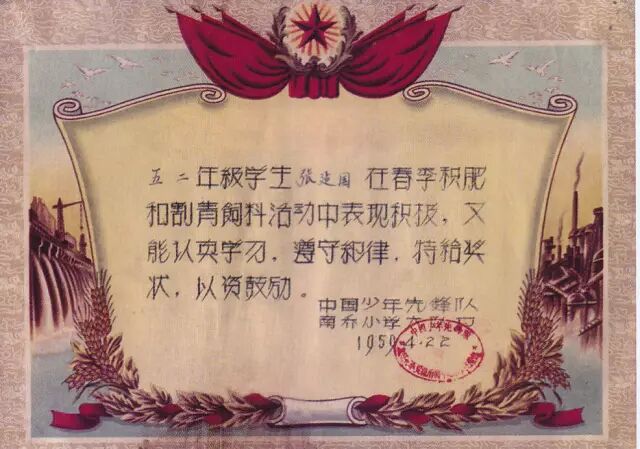 五二年级学生张建国在春季积肥
和割青飼料活动中表现积极，又
能认真学习，遵守纪律，特给奖
状，以资鼓励。
中国少年先鋒队
南乔小学大队部
1959.4.22